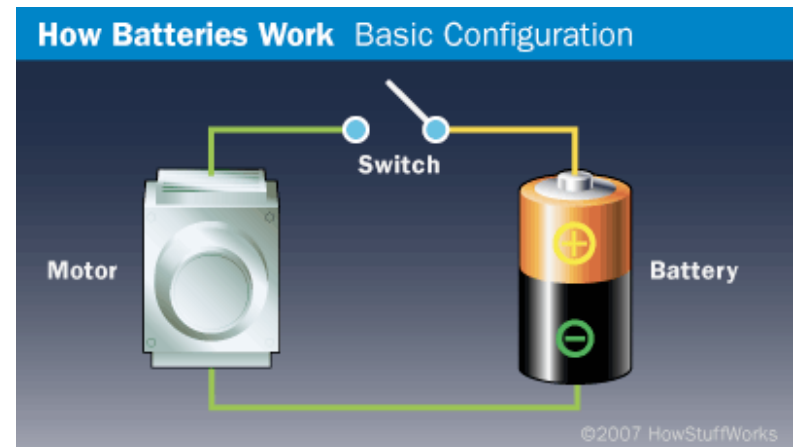 How Batteries Work Basic Configuration
Switch
Motor
Battery
+
−
©2007 HowStuffWorks